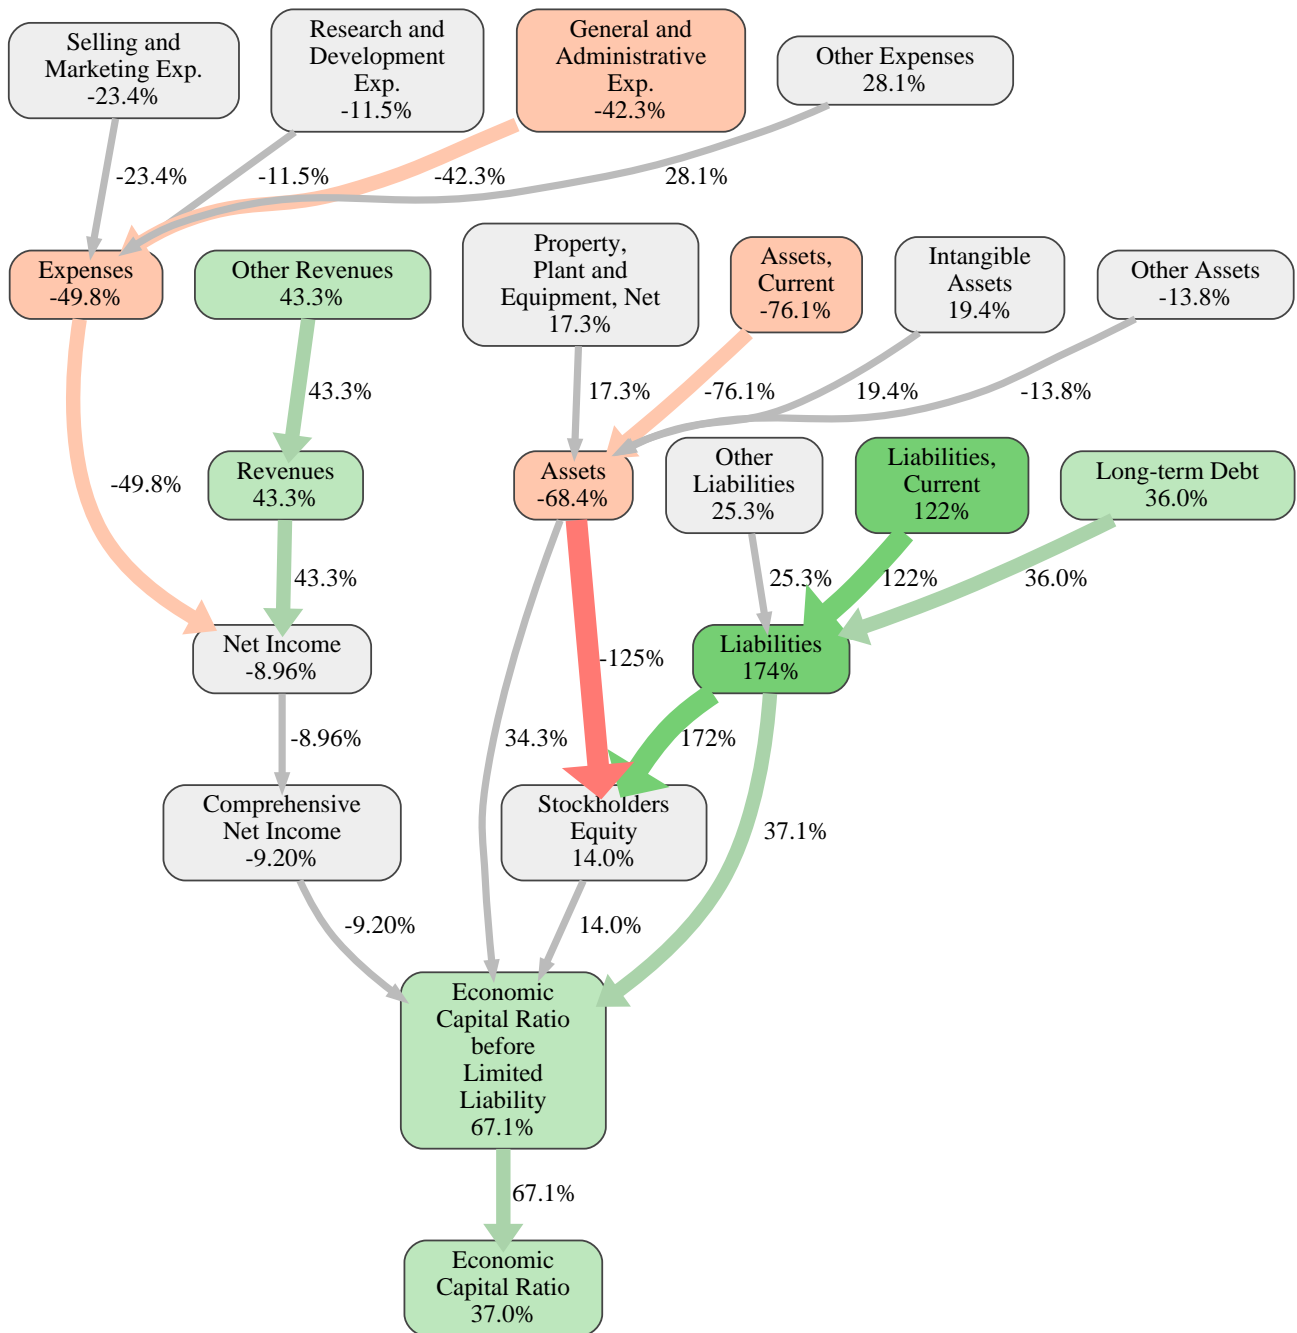 Selling and
Marketing Exp.
-23.4%
Research and
Development
Exp.
-11.5%
General and
Administrative
Exp.
-42.3%
Other Expenses
28.1%
-23.4%
-11.5%
-42.3%
28.1%
Expenses
-49.8%
Other Revenues
43.3%
Property,
Plant and
Equipment, Net
17.3%
Assets,
Current
-76.1%
Intangible
Assets
19.4%
Other Assets
-13.8%
43.3%
17.3%
-76.1%
19.4%
-13.8%
-49.8%
Revenues
43.3%
Assets
-68.4%
Other
Liabilities
25.3%
Liabilities,
Current
122%
Long-term Debt
36.0%
43.3%
25.3%
122%
36.0%
Net Income
-8.96%
-125%
Liabilities
174%
-8.96%
34.3%
172%
Comprehensive
Net Income
-9.20%
Stockholders
Equity
14.0%
37.1%
-9.20%
14.0%
Economic
Capital Ratio
before
Limited
Liability
67.1%
67.1%
Economic
Capital Ratio
37.0%